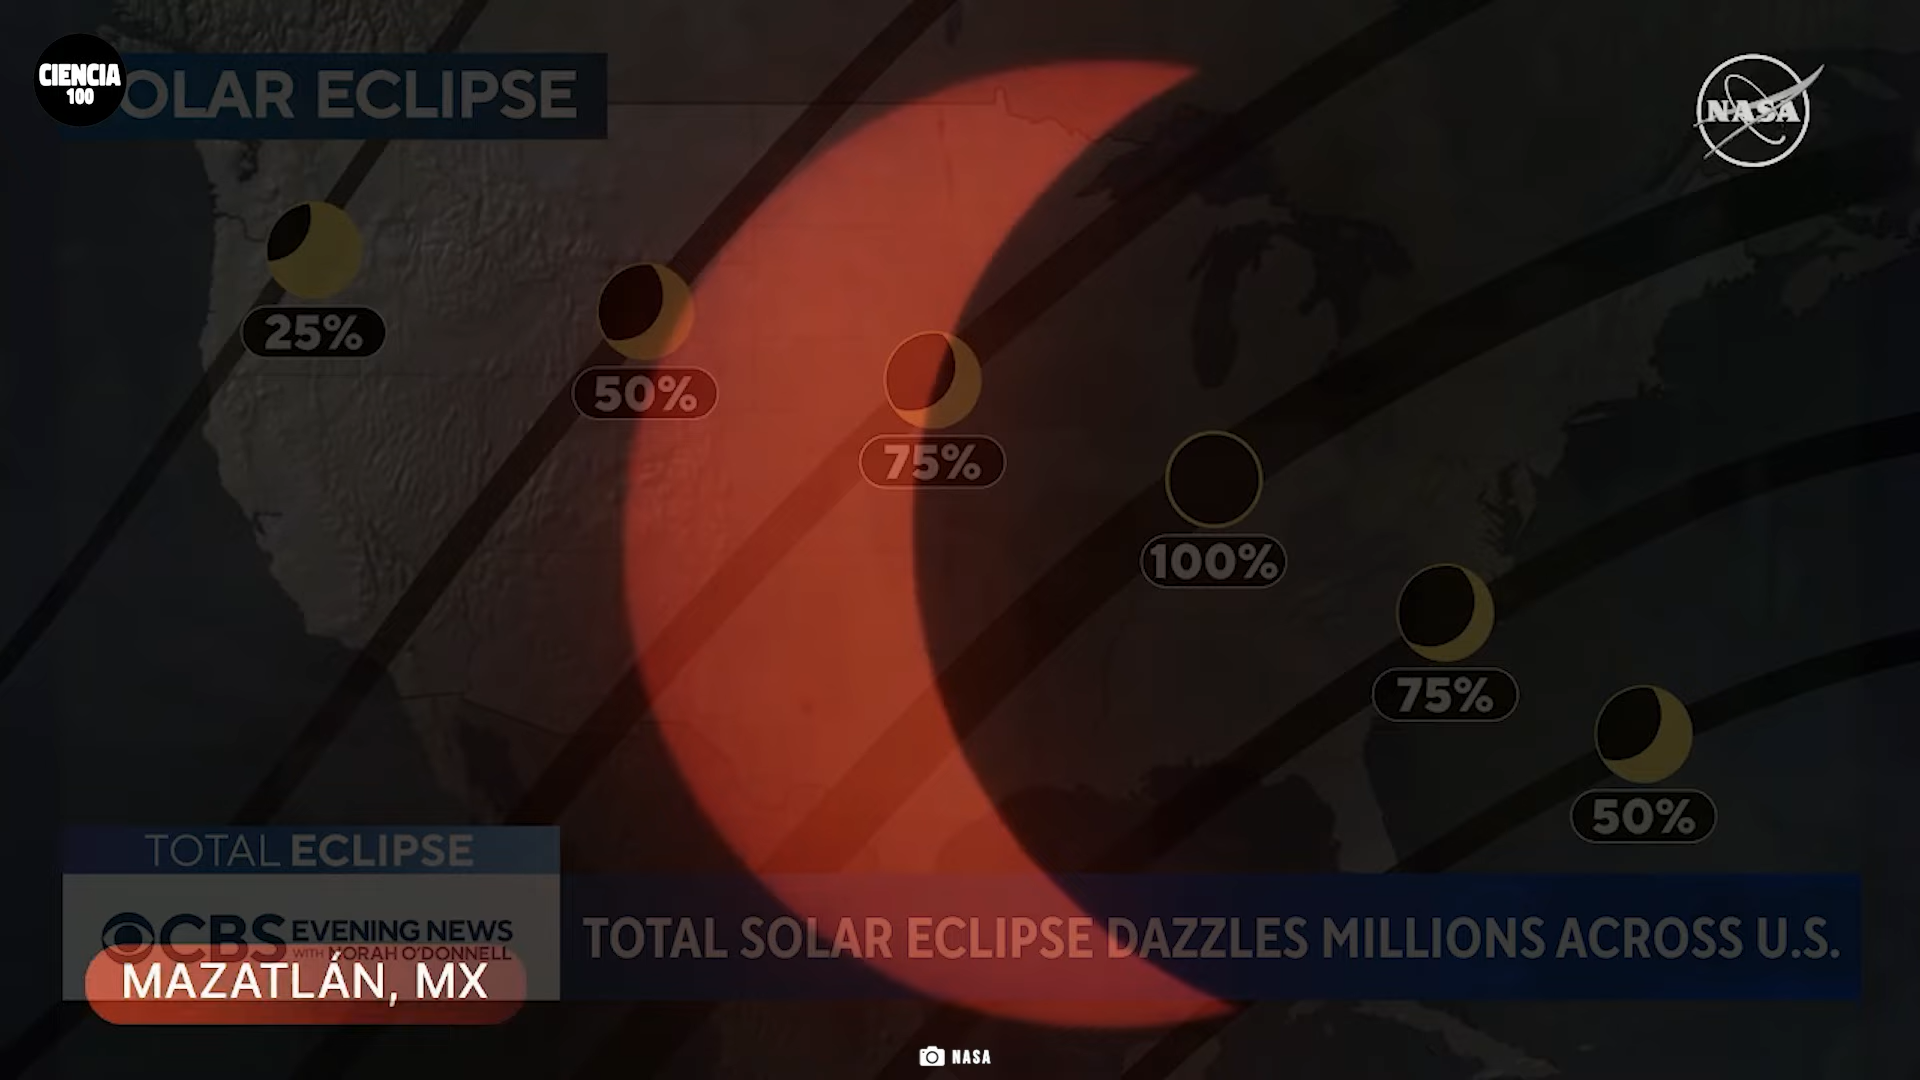 CIENCIA
100
OLAR ECLIPSE
NASA
25%
50%
75%
100%
75%
50%
TOTAL ECLIPSE
CBS EVENING NEWS
WITH NORAH O'DONNELL
TOTAL SOLAR ECLIPSE DAZZLES MILLIONS ACROSS U.S.
MAZATLÁN, MX
NASA